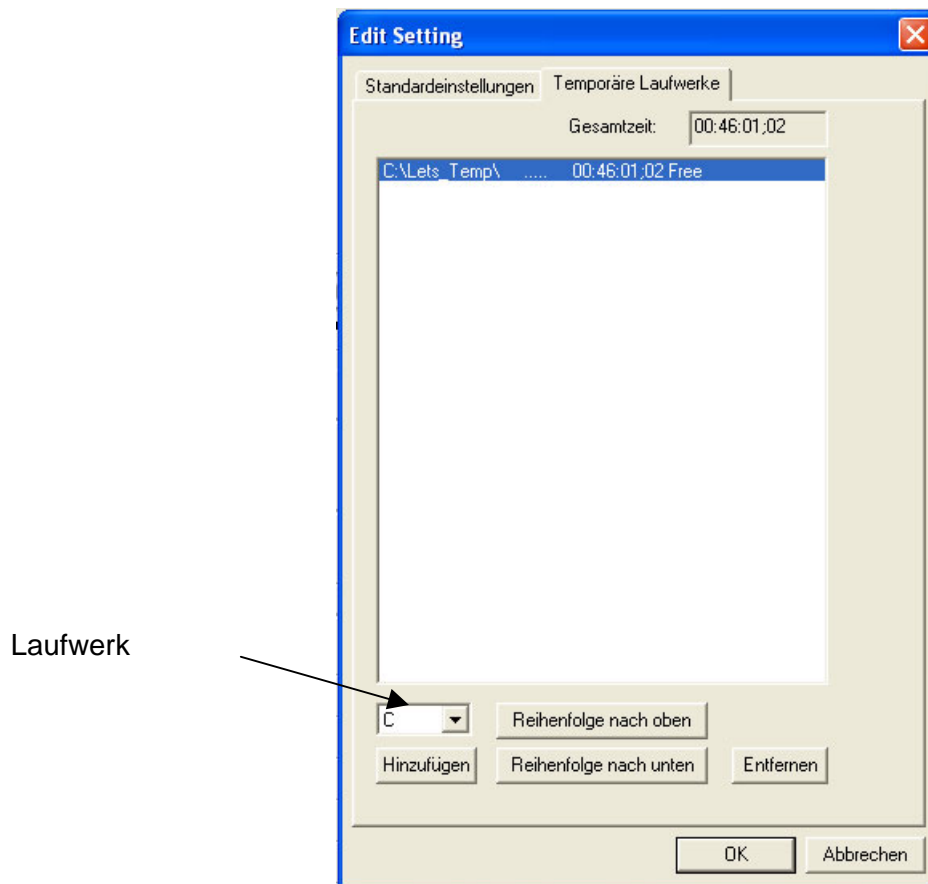 Edit Setting
Standardeinstellungen Temporäre Laufwerke
Gesamtzeit: 00:46:01;02
C:\Lets_Temp\ ..... 00:46:01;02 Free
Laufwerk
C Reihenfolge nach oben
Hinzufügen Reihenfolge nach unten Entfernen
OK Abbrechen